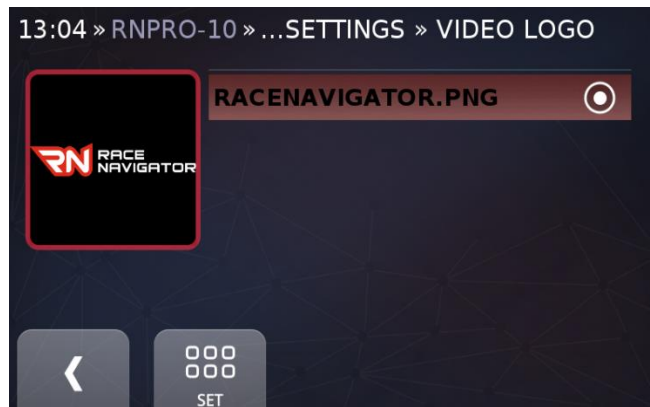 13:04 » RNPRO-10 » ...SETTINGS » VIDEO LOGO
RACENAVIGATOR.PNG
RN RACE
NAVIGATOR
SET